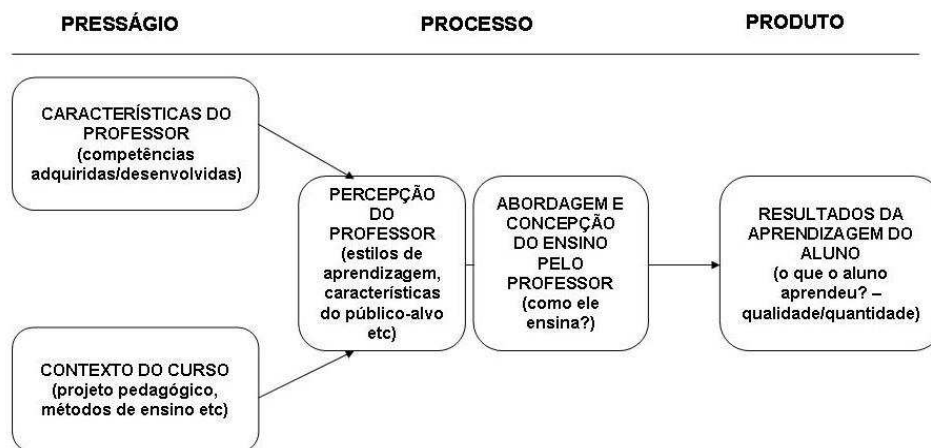 PRESSÁGIO
PROCESSO
PRODUTO
CARACTERÍSTICAS DO
PROFESSOR
(competências
adquiridas/desenvolvidas)
CONTEXTO DO CURSO
(projeto pedagógico,
métodos de ensino etc)
PERCEPÇÃO
DO
PROFESSOR
(estilos de
aprendizagem,
características
do público-alvo
etc)
ABORDAGEM E
CONCEPÇÃO
DO ENSINO
PELO
PROFESSOR
(como ele
ensina?)
RESULTADOS DA
APRENDIZAGEM DO
ALUNO
(o que o aluno
aprendeu? –
qualidade/quantidade)